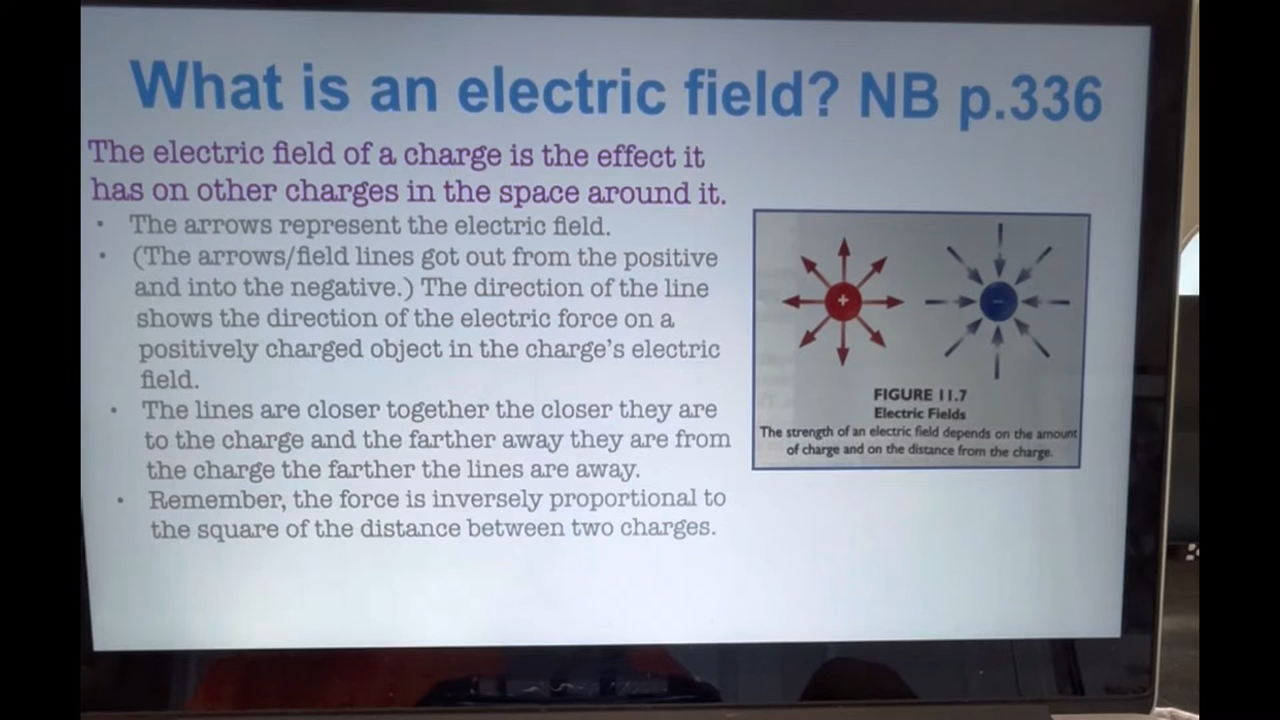 What is an electric field? NB p.336
The electric field of a charge is the effect it
has on other charges in the space around it.
• The arrows represent the electric field.
• (The arrows/field lines got out from the positive
and into the negative.) The direction of the line
shows the direction of the electric force on a
positively charged object in the charge's electric
field.
• The lines are closer together the closer they are
to the charge and the farther away they are from
the charge the farther the lines are away.
• Remember, the force is inversely proportional to
the square of the distance between two charges.
+ −
FIGURE 11.7
Electric Fields
The strength of an electric field depends on the amount
of charge and on the distance from the charge.